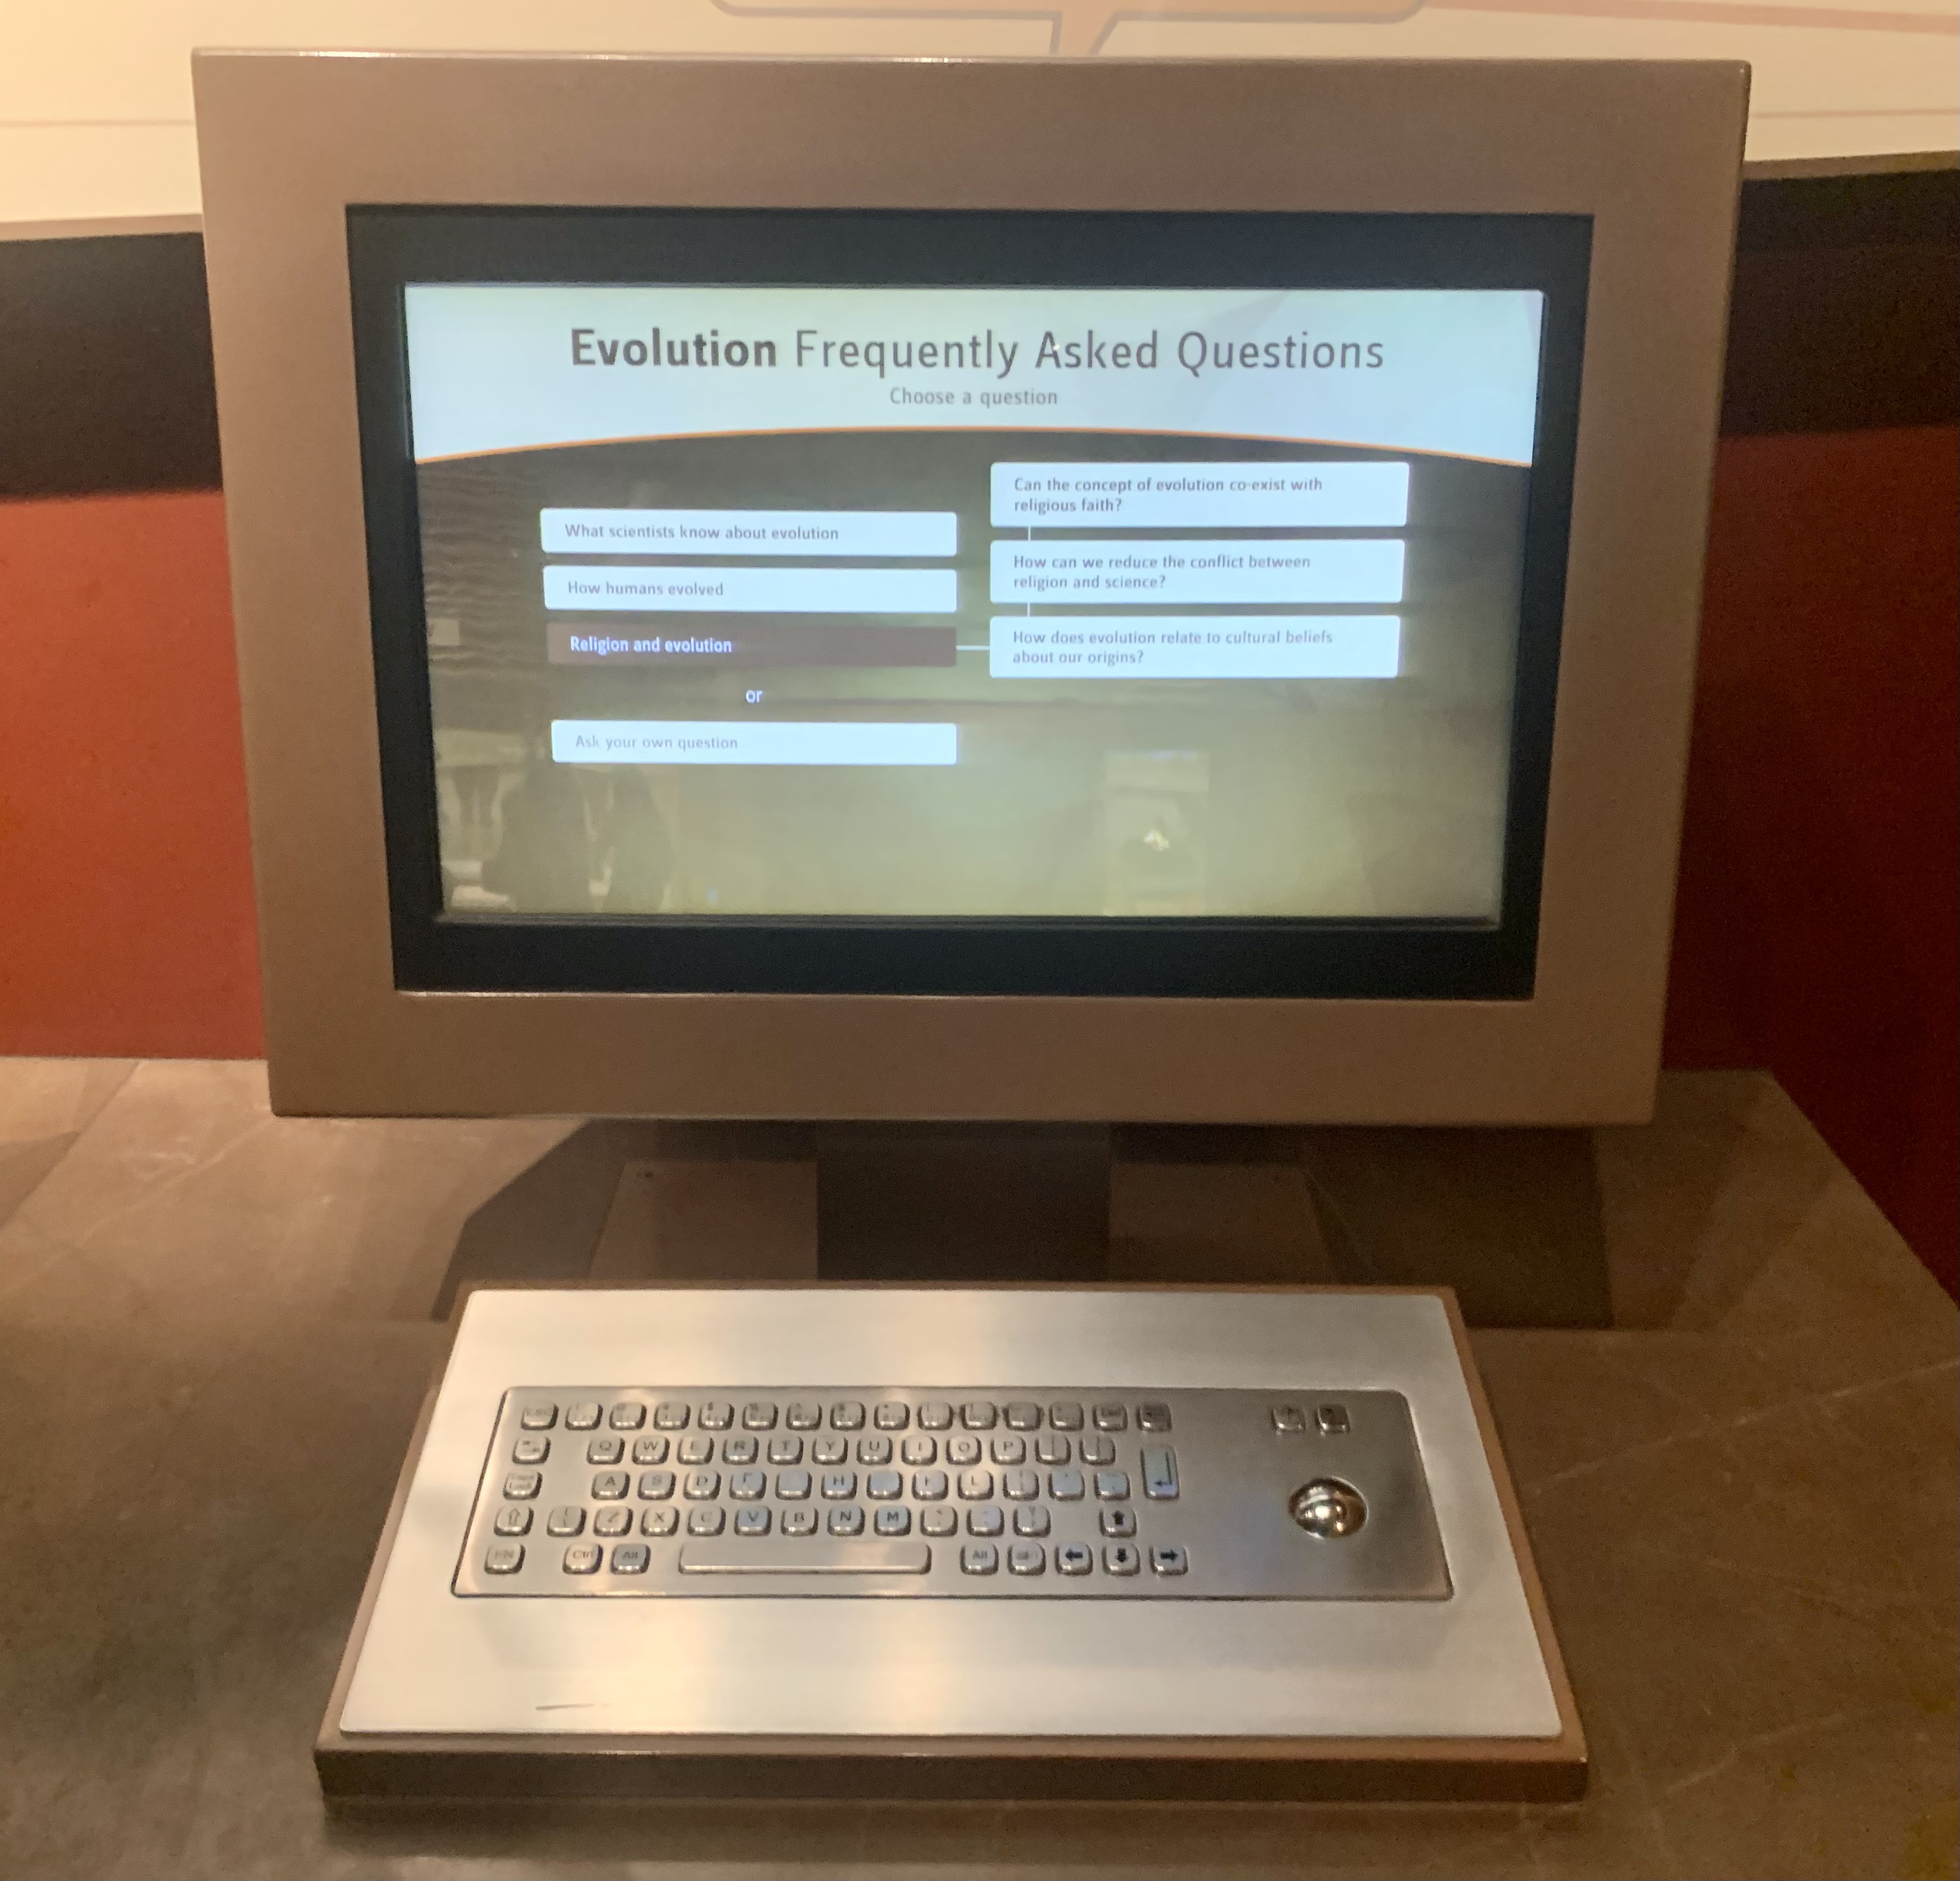 Evolution Frequently Asked Questions
Choose a question
What scientists know about evolution
How humans evolved
Religion and evolution
or
Ask your own question
Can the concept of evolution co-exist with
religious faith?
How can we reduce the conflict between
religion and science?
How does evolution relate to cultural beliefs
about our origins?
Q W E R T Y U I O P
A S D F H L
X C V B N M
Ctrl Alt Alt